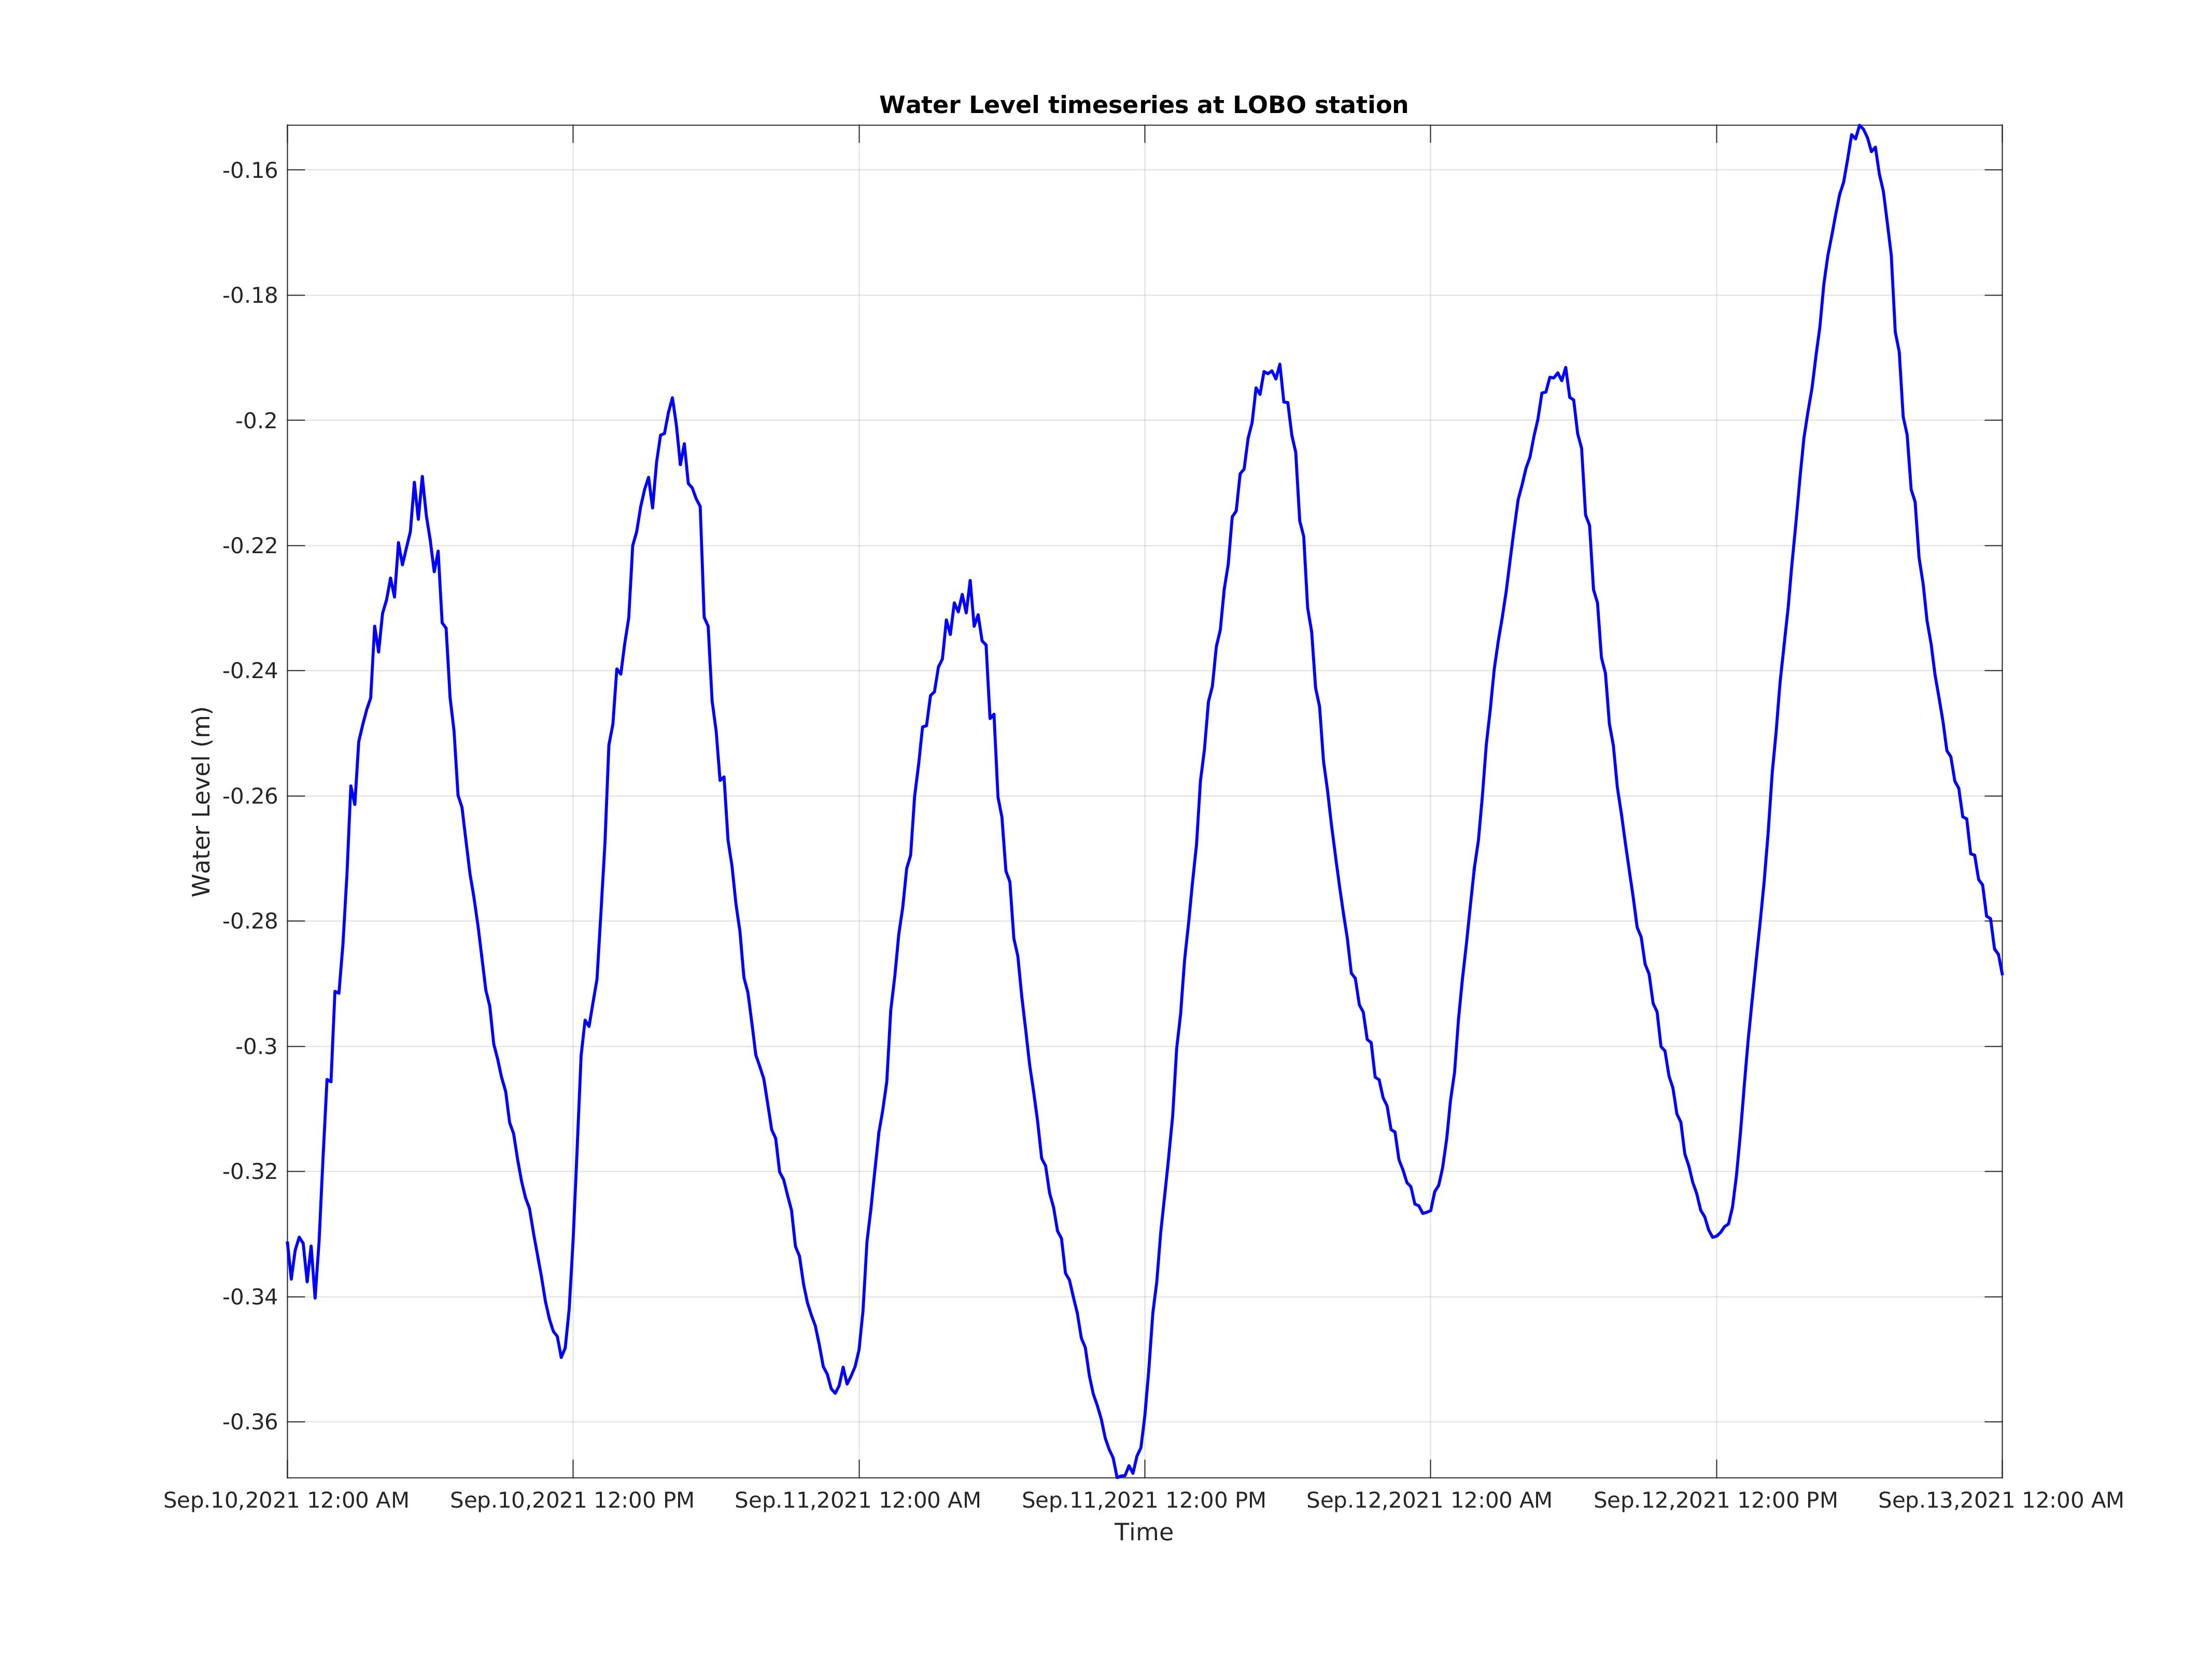 Water Level timeseries at LOBO station
-0.16
-0.18
-0.2
-0.22
-0.24
-0.26
-0.28
-0.3
-0.32
-0.34
-0.36
Water Level (m)
Sep.10,2021 12:00 AM
Sep.10,2021 12:00 PM
Sep.11,2021 12:00 AM
Sep.11,2021 12:00 PM
Sep.12,2021 12:00 AM
Sep.12,2021 12:00 PM
Sep.13,2021 12:00 AM
Time